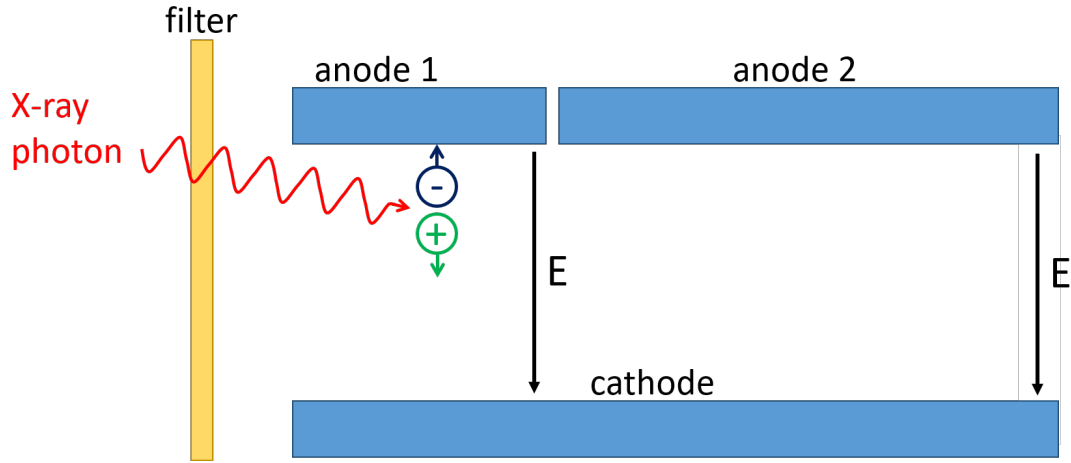 filter
anode 1
anode 2
X-ray
photon
-
+
E
E
cathode